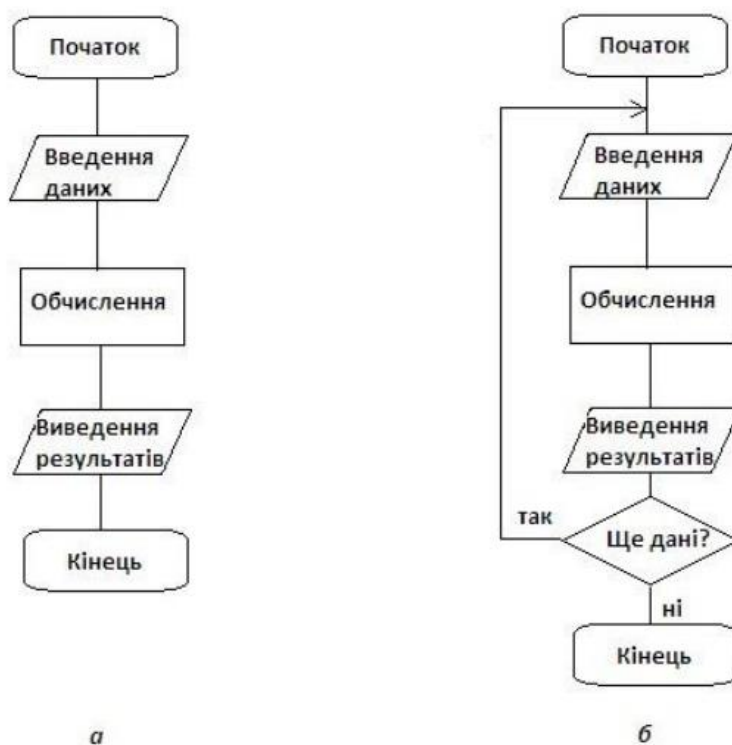 Початок
Введення
даних
Обчислення
Виведення
результатів
Кінець
а
Початок
Введення
даних
Обчислення
Виведення
результатів
так
Ще дані?
ні
Кінець
б